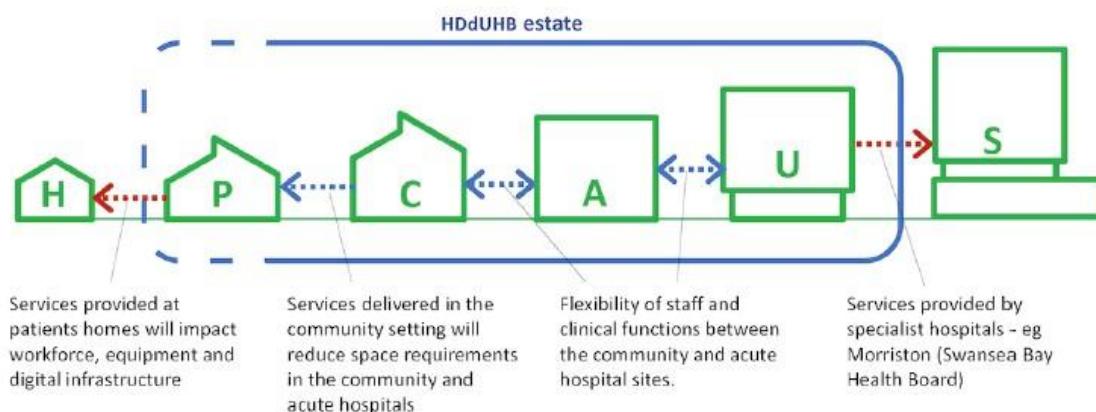 HDdUHB estate
H
P
C
A
U
S
Services provided at
patients homes will impact
workforce, equipment and
digital infrastructure
Services delivered in the
community setting will
reduce space requirements
in the community and
acute hospitals
Flexibility of staff and
clinical functions between
the community and acute
hospital sites.
Services provided by
specialist hospitals - eg
Morriston (Swansea Bay
Health Board)